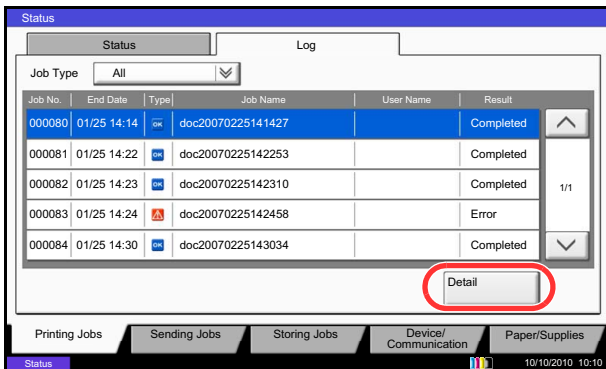 Status
Status Log
Job Type All
Job No. End Date Type Job Name User Name Result
000080 01/25 14:14 OK doc20070225141427 Completed
000081 01/25 14:22 OK doc20070225142253 Completed
000082 01/25 14:23 OK doc20070225142310 Completed
1/1
000083 01/25 14:24 doc20070225142458 Error
000084 01/25 14:30 OK doc20070225143034 Completed
Detail
Printing Jobs Sending Jobs Storing Jobs Device/
Communication Paper/Supplies
Status 10/10/2010 10:10